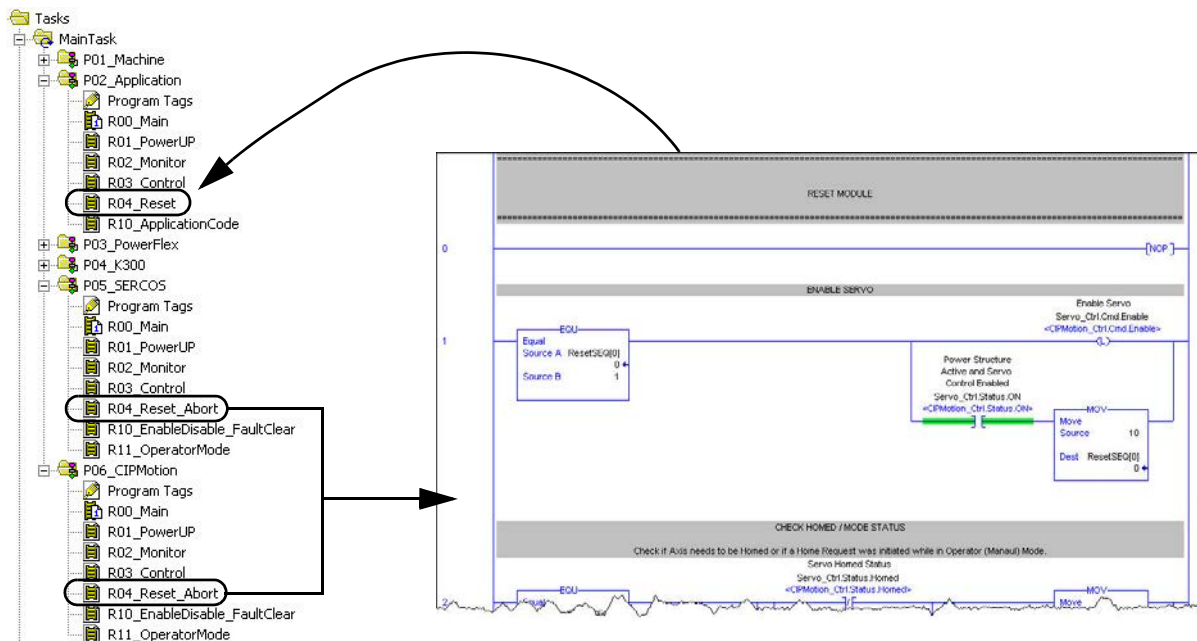 Tasks
MainTask
P01_Machine
P02_Application
Program Tags
R00_Main
R01_PowerUP
R02_Monitor
R03_Control
R04_Reset
R10_ApplicationCode
P03_PowerFlex
P04_K300
P05_SERCOS
Program Tags
R00_Main
R01_PowerUP
R02_Monitor
R03_Control
R04_Reset_Abort
R10_EnableDisable_FaultClear
R11_OperatorMode
P06_CIPMotion
Program Tags
R00_Main
R01_PowerUP
R02_Monitor
R03_Control
R04_Reset_Abort
R10_EnableDisable_FaultClear
R11_OperatorMode
RESET MODULE
0
NOP
ENABLE SERVO
1
EQU
Equal
Source A ResetSEQ[0]
0
Source B 1
Enable Servo
Servo_Ctrl.Cmd.Enable
<CIPMotion_Ctrl.Cmd.Enable>
L
Power Structure
Active and Servo
Control Enabled
Servo_Ctrl.Status.ON
<CIPMotion_Ctrl.Status.ON>
MOV
Move
Source 10
Dest ResetSEQ[0]
0
CHECK HOMED / MODE STATUS
Check if Axis needs to be Homed or if a Home Request was initiated while in Operator (Manaul) Mode.
Servo Homed Status
Servo_Ctrl.Status.Homed
<CIPMotion_Ctrl.Status.Homed>
2
EQU
Equal
MOV
Move